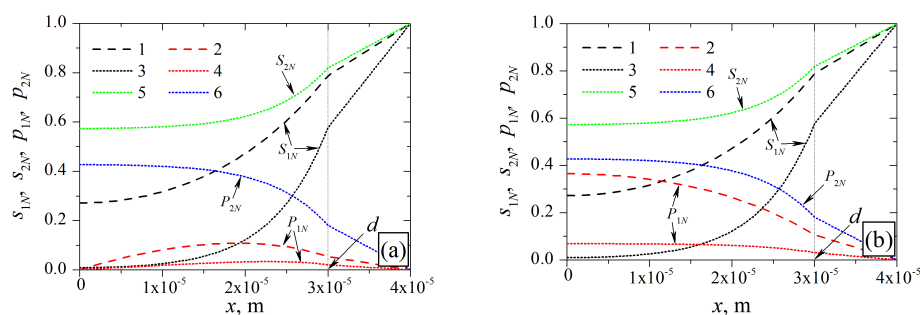 s1N, s2N, p1N, p2N
1.0
0.8
0.6
0.4
0.2
0.0
1 2
3 4
5 6
S2N
S1N
P2N
P1N
d
(a)
0 1x10-5 2x10-5 3x10-5 4x10-5
x, m
s1N, s2N, p1N, p2N
1.0
0.8
0.6
0.4
0.2
0.0
1 2
3 4
5 6
S2N
S1N
P2N
P1N
d
(b)
0 1x10-5 2x10-5 3x10-5 4x10-5
x, m